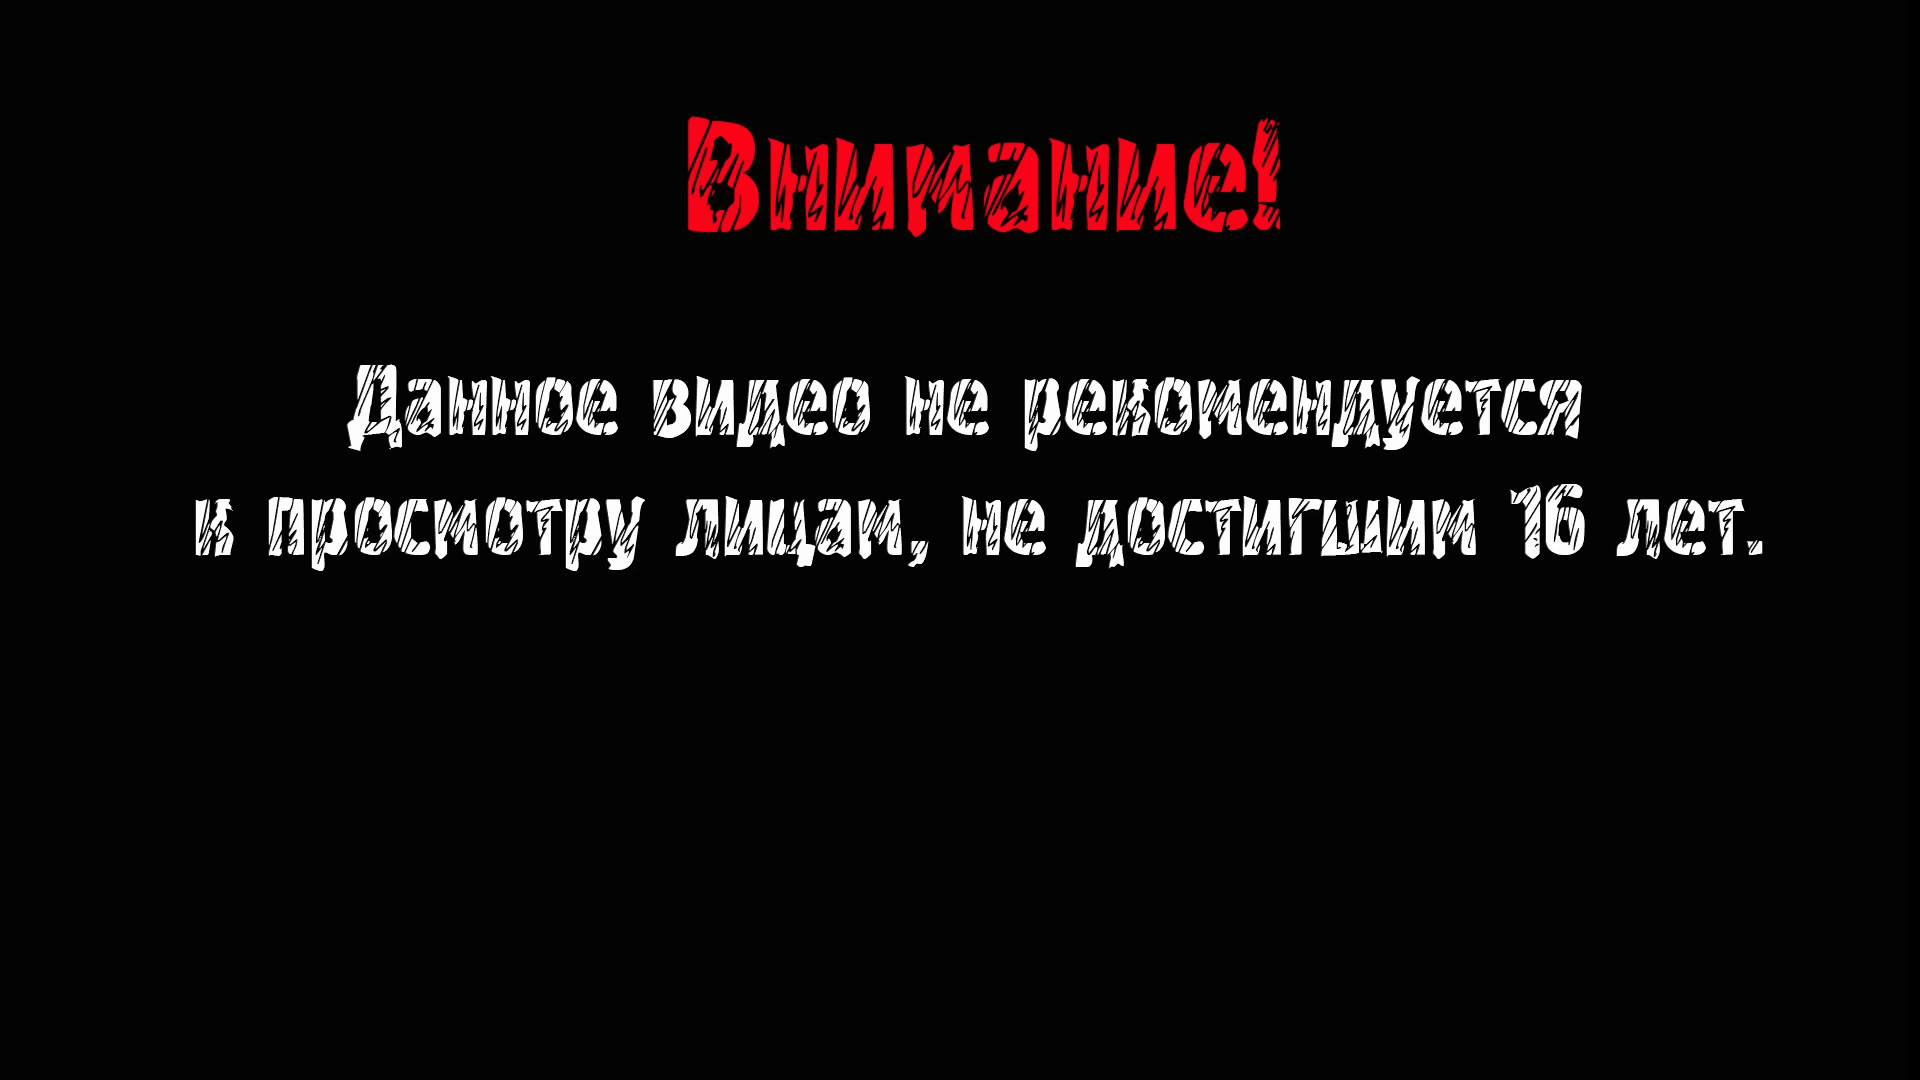 Внимание!
Данное видео не рекомендуется
к просмотру лицам, не достигшим 16 лет.